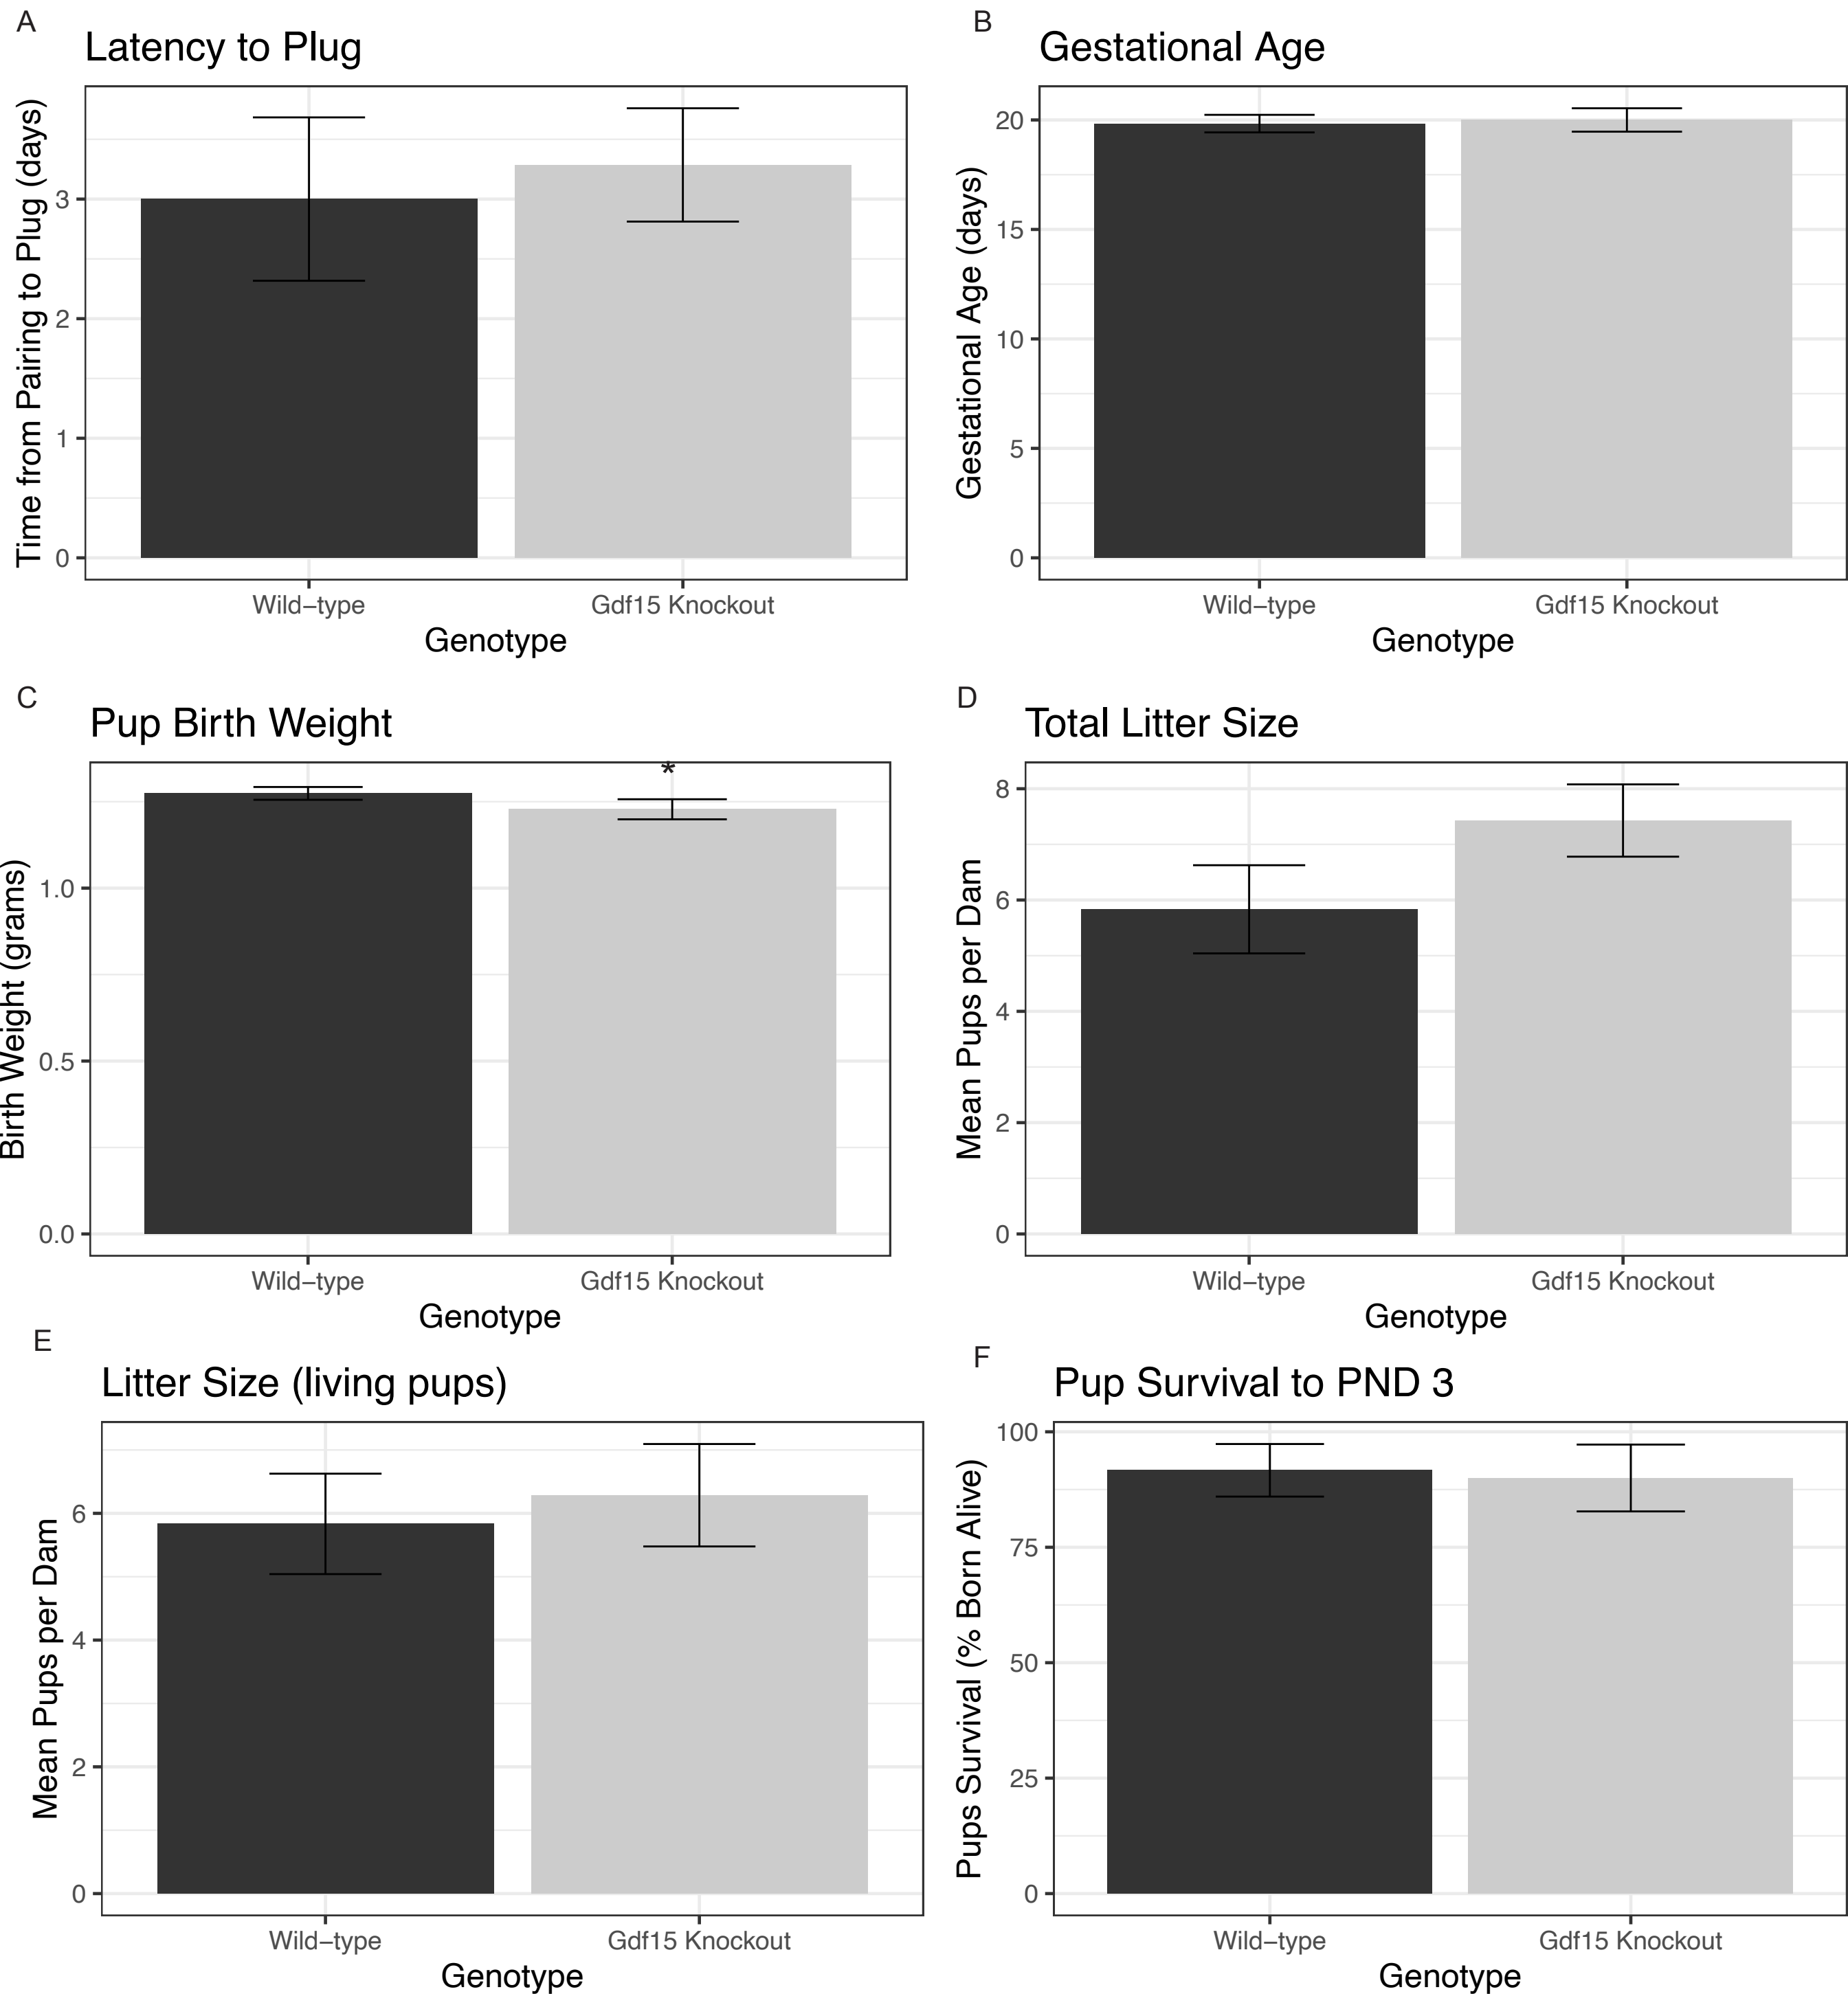 A
Latency to Plug
Time from Pairing to Plug (days)
3
2
1
0
Wild−type
Gdf15 Knockout
Genotype
B
Gestational Age
Gestational Age (days)
20
15
10
5
0
Wild−type
Gdf15 Knockout
Genotype
C
Pup Birth Weight
Birth Weight (grams)
*
1.0
0.5
0.0
Wild−type
Gdf15 Knockout
Genotype
D
Total Litter Size
Mean Pups per Dam
8
6
4
2
0
Wild−type
Gdf15 Knockout
Genotype
E
Litter Size (living pups)
Mean Pups per Dam
6
4
2
0
Wild−type
Gdf15 Knockout
Genotype
F
Pup Survival to PND 3
Pups Survival (% Born Alive)
100
75
50
25
0
Wild−type
Gdf15 Knockout
Genotype